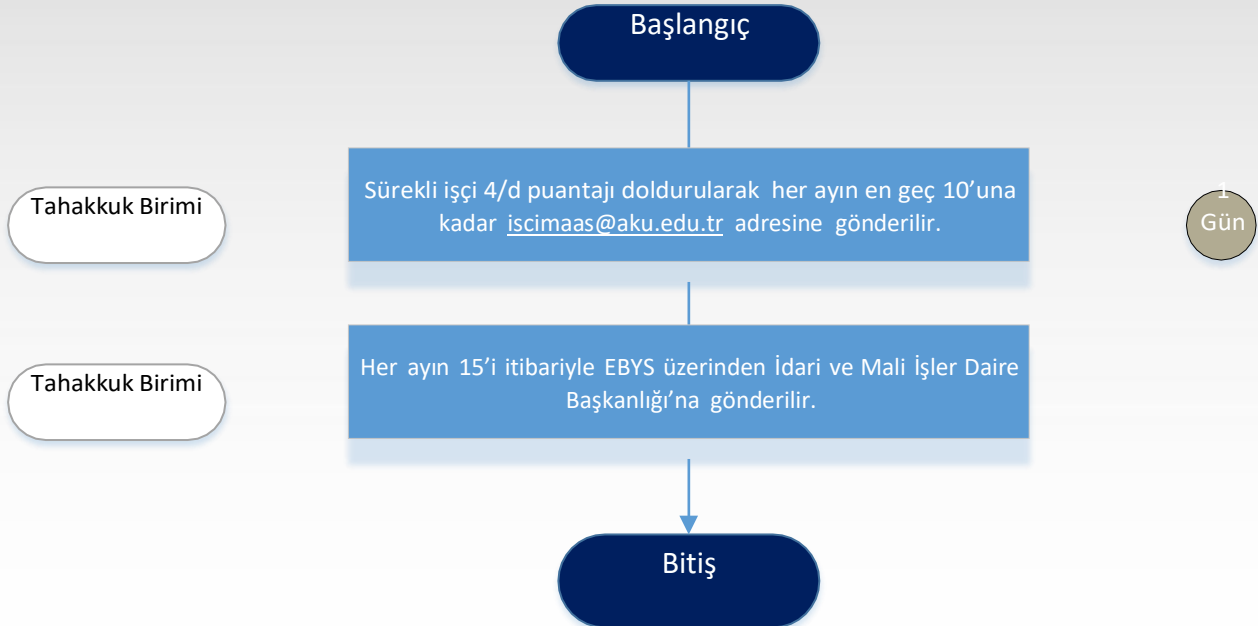 Başlangıç
Tahakkuk Birimi
Sürekli işçi 4/d puantajı doldurularak her ayın en geç 10’una
kadar iscimaas@aku.edu.tr adresine gönderilir.
1
Gün
Tahakkuk Birimi
Her ayın 15’i itibariyle EBYS üzerinden İdari ve Mali İşler Daire
Başkanlığı’na gönderilir.
Bitiş